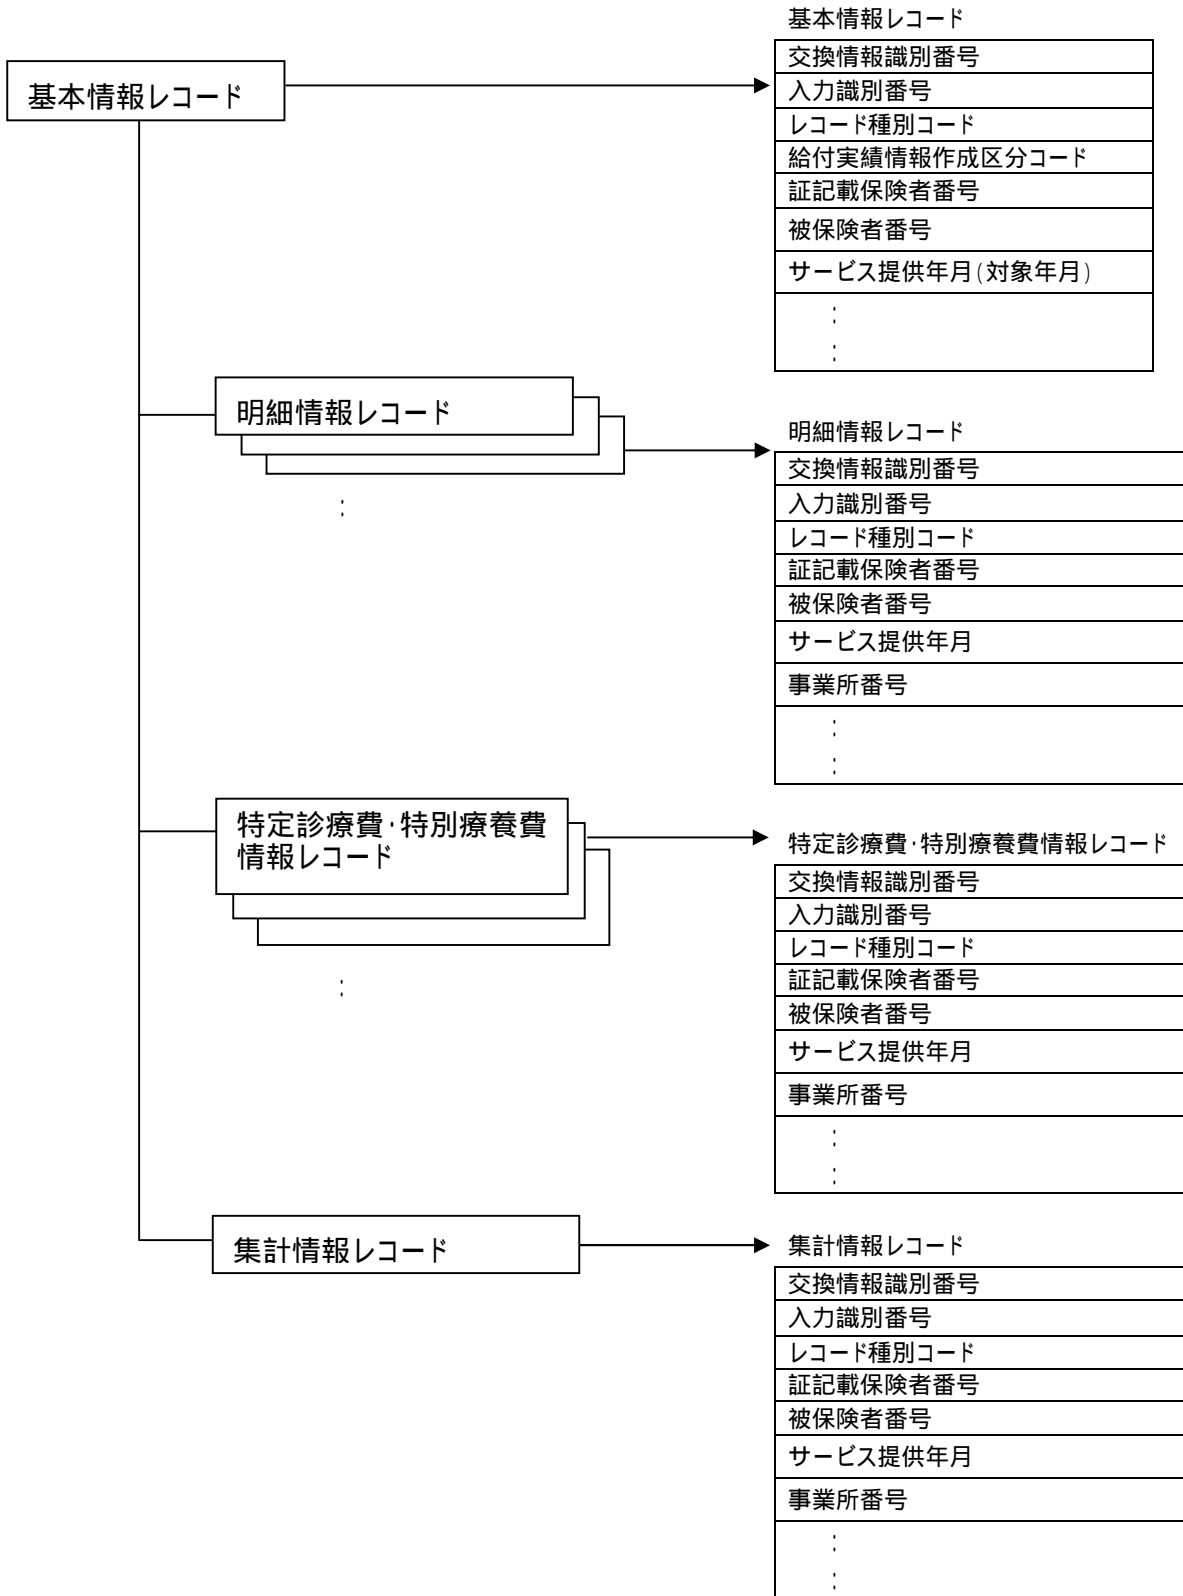 基本情報レコード
基本情報レコード
交換情報識別番号
入力識別番号
レコード種別コード
給付実績情報作成区分コード
証記載保険者番号
被保険者番号
サービス提供年月(対象年月)
:
:
明細情報レコード
:
明細情報レコード
交換情報識別番号
入力識別番号
レコード種別コード
証記載保険者番号
被保険者番号
サービス提供年月
事業所番号
:
:
特定診療費・特別療養費
情報レコード
:
特定診療費・特別療養費情報レコード
交換情報識別番号
入力識別番号
レコード種別コード
証記載保険者番号
被保険者番号
サービス提供年月
事業所番号
:
:
集計情報レコード
集計情報レコード
交換情報識別番号
入力識別番号
レコード種別コード
証記載保険者番号
被保険者番号
サービス提供年月
事業所番号
:
: